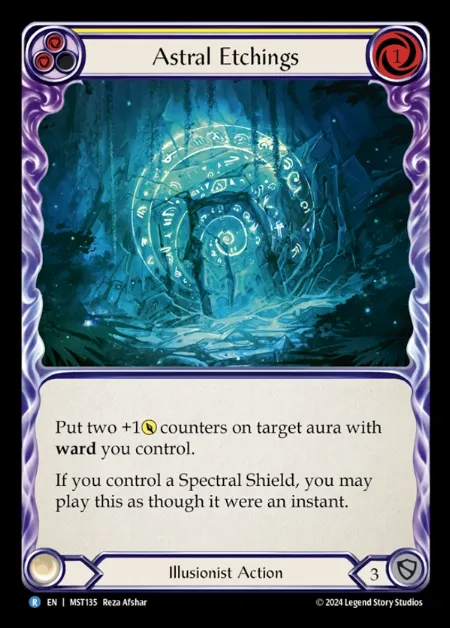 Astral Etchings
1
Put two +1 counters on target aura with
ward you control.
If you control a Spectral Shield, you may
play this as though it were an instant.
Illusionist Action
3
R EN | MST135 Reza Afshar
© 2024 Legend Story Studios